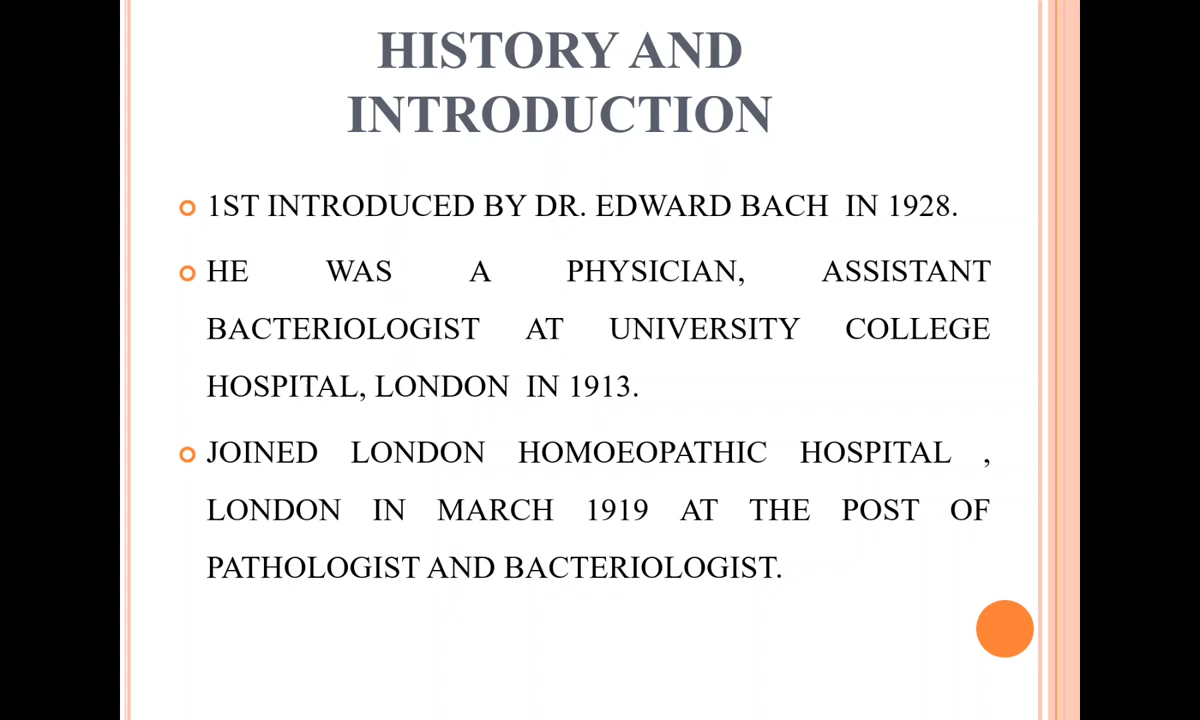 HISTORY AND
INTRODUCTION
1ST INTRODUCED BY DR. EDWARD BACH IN 1928.
HE WAS A PHYSICIAN, ASSISTANT
BACTERIOLOGIST AT UNIVERSITY COLLEGE
HOSPITAL, LONDON IN 1913.
JOINED LONDON HOMOEOPATHIC HOSPITAL ,
LONDON IN MARCH 1919 AT THE POST OF
PATHOLOGIST AND BACTERIOLOGIST.